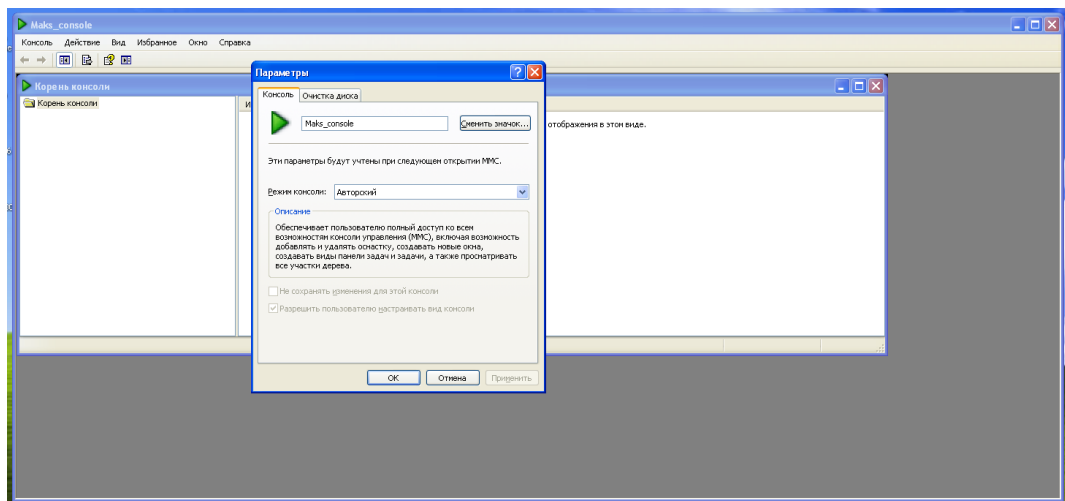 Maks_console
Консоль Действие Вид Избранное Окно Справка
Корень консоли
Корень консоли
И
отображения в этом виде.
Параметры
Консоль Очистка диска
Maks_console
Сменить значок...
Эти параметры будут учтены при следующем открытии MMC.
Режим консоли: Авторский
Описание
Обеспечивает пользователю полный доступ ко всем
возможностям консоли управления (MMC), включая возможность
добавлять и удалять оснастку, создавать новые окна,
создавать виды панели задач и задачи, а также просматривать
все участки дерева.
Не сохранять изменения для этой консоли
Разрешить пользователю настраивать вид консоли
ОК Отмена Применить